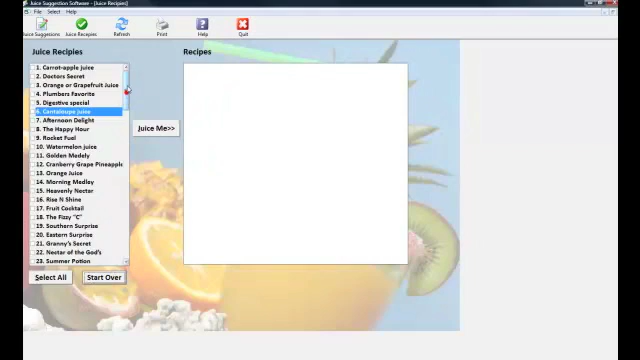 Juice Suggestion Software - [Juice Recipies]
File Select Help
Juice Suggestions Juice Recipies Refresh Print Help Quit
Juice Recipies
Recipes
1. Carrot-apple juice
2. Doctors Secret
3. Orange or Grapefruit Juice
4. Plumbers Favorite
5. Digestive special
6. Cantaloupe juice
7. Afternoon Delight
8. The Happy Hour
9. Rocket Fuel
10. Watermelon juice
11. Golden Medely
12. Cranberry Grape Pineapple
13. Orange Juice
14. Morning Medley
15. Heavenly Nectar
16. Rise N Shine
17. Fruit Cocktail
18. The Fizzy "C"
19. Southern Surprise
20. Eastern Surprise
21. Granny's Secret
22. Nectar of the God's
23. Summer Potion
Juice Me>>
Select All
Start Over